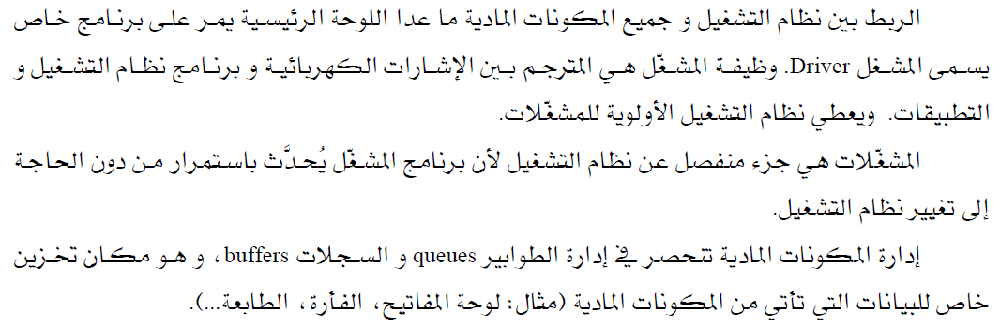 الربط بين نظام التشغيل و جميع المكونات المادية ما عدا اللوحة الرئيسية يمر على برنامج خاص
يسمى المشغل Driver. وظيفة المشغّل هي المترجم بين الإشارات الكهربائية و برنامج نظام التشغيل و
التطبيقات. ويعطي نظام التشغيل الأولوية للمشغّلات.
المشغّلات هي جزء منفصل عن نظام التشغيل لأن برنامج المشغّل يُحدَّث باستمرار من دون الحاجة
إلى تغيير نظام التشغيل.
إدارة المكونات المادية تتحصر في إدارة الطوابير queues و السجلات buffers، و هو مكان تخزين
خاص للبيانات التي تأتي من المكونات المادية (مثال: لوحة المفاتيح، الفأرة، الطابعة...).